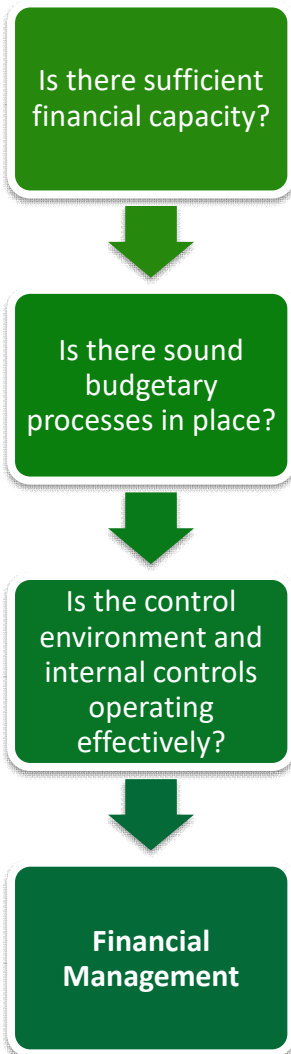 Is there sufficient
financial capacity?
Is there sound
budgetary
processes in place?
Is the control
environment and
internal controls
operating
effectively?
Financial
Management